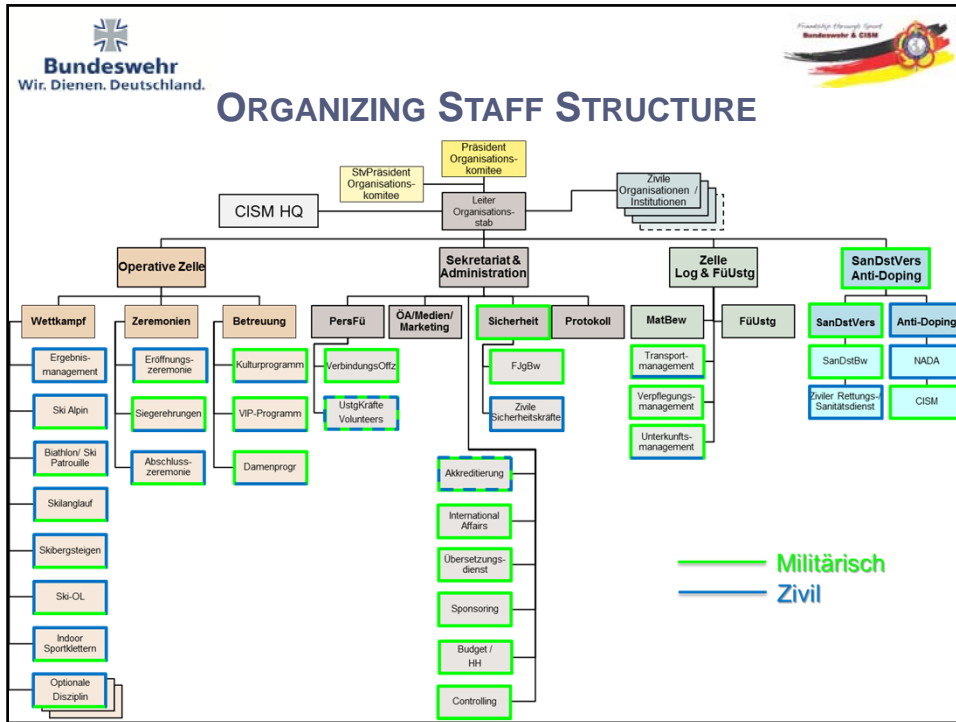 Bundeswehr
Wir. Dienen. Deutschland.
Friendship through Sport
Bundeswehr & CISM
ORGANIZING STAFF STRUCTURE
Präsident
Organisations-
komitee
StvPräsident
Organisations-
komitee
CISM HQ
Leiter
Organisations-
stab
Zivile
Organisationen /
Institutionen
Operative Zelle
Sekretariat &
Administration
Zelle
Log & FüUstg
SanDstVers
Anti-Doping
Wettkampf
Zeremonien
Betreuung
PersFü
ÖA/Medien/
Marketing
Sicherheit
Protokoll
MatBew
FüUstg
SanDstVers
Anti-Doping
Ergebnis-
management
Ski Alpin
Biathlon/ Ski
Patrouille
Skilanglauf
Skibergsteigen
Ski-OL
Indoor
Sportklettern
Optionale
Disziplin
Eröffnungs-
zeremonie
Siegerehrungen
Abschluss-
zeremonie
Kulturprogramm
VIP-Programm
Damenprogr
VerbindungsOffz
UstgKräfte
Volunteers
FJgBw
Zivile
Sicherheitskräfte
Akkreditierung
International
Affairs
Übersetzungs-
dienst
Sponsoring
Budget /
HH
Controlling
Transport-
management
Verpflegungs-
management
Unterkunfts-
management
SanDstBw
Ziviler Rettungs-/
Sanitätsdienst
NADA
CISM
Militärisch
Zivil